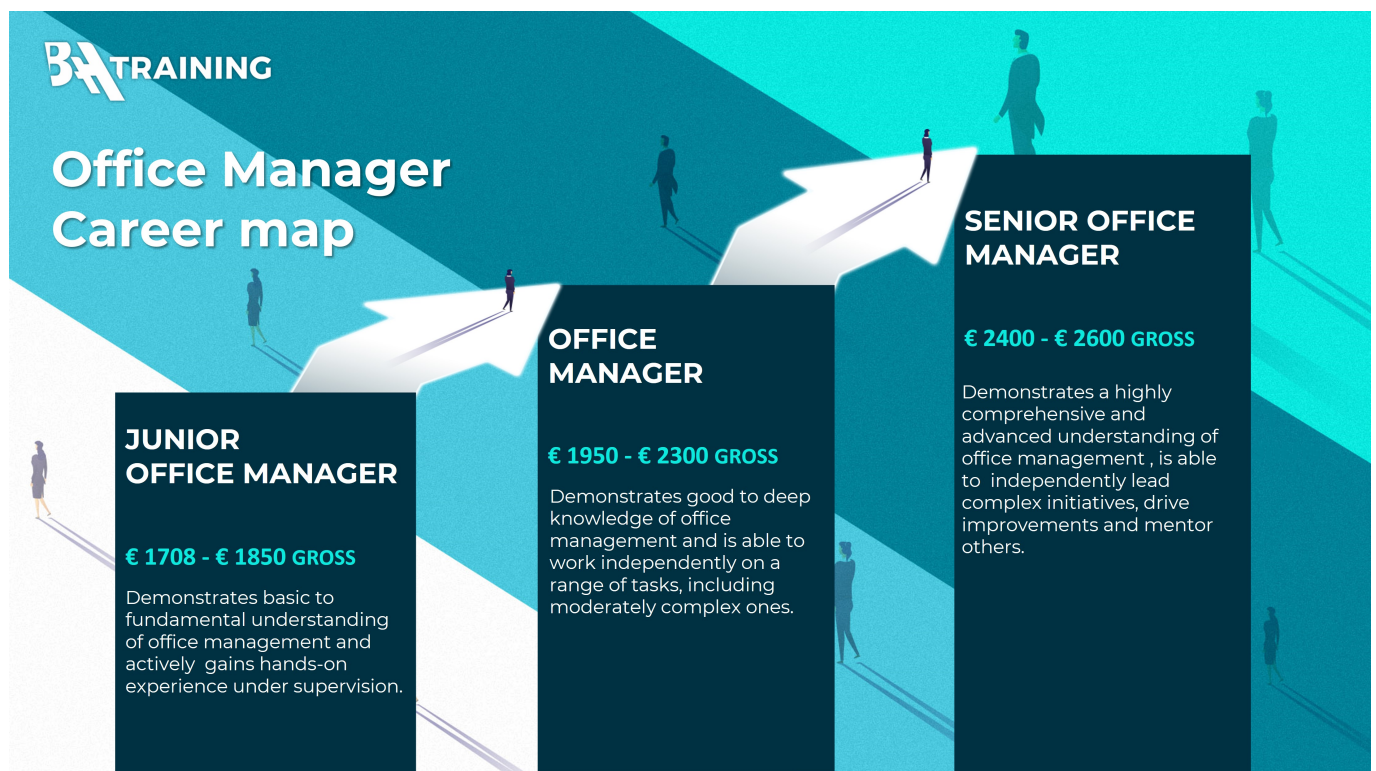 BAA TRAINING
Office Manager
Career map
JUNIOR
OFFICE MANAGER
€ 1708 - € 1850 GROSS
Demonstrates basic to
fundamental understanding
of office management and
actively  gains hands-on
experience under supervision.
OFFICE
MANAGER
€ 1950 - € 2300 GROSS
Demonstrates good to deep
knowledge of office
management and is able to
work independently on a
range of tasks, including
moderately complex ones.
SENIOR OFFICE
MANAGER
€ 2400 - € 2600 GROSS
Demonstrates a highly
comprehensive and
advanced understanding of
office management , is able
to  independently lead
complex initiatives, drive
improvements and mentor
others.